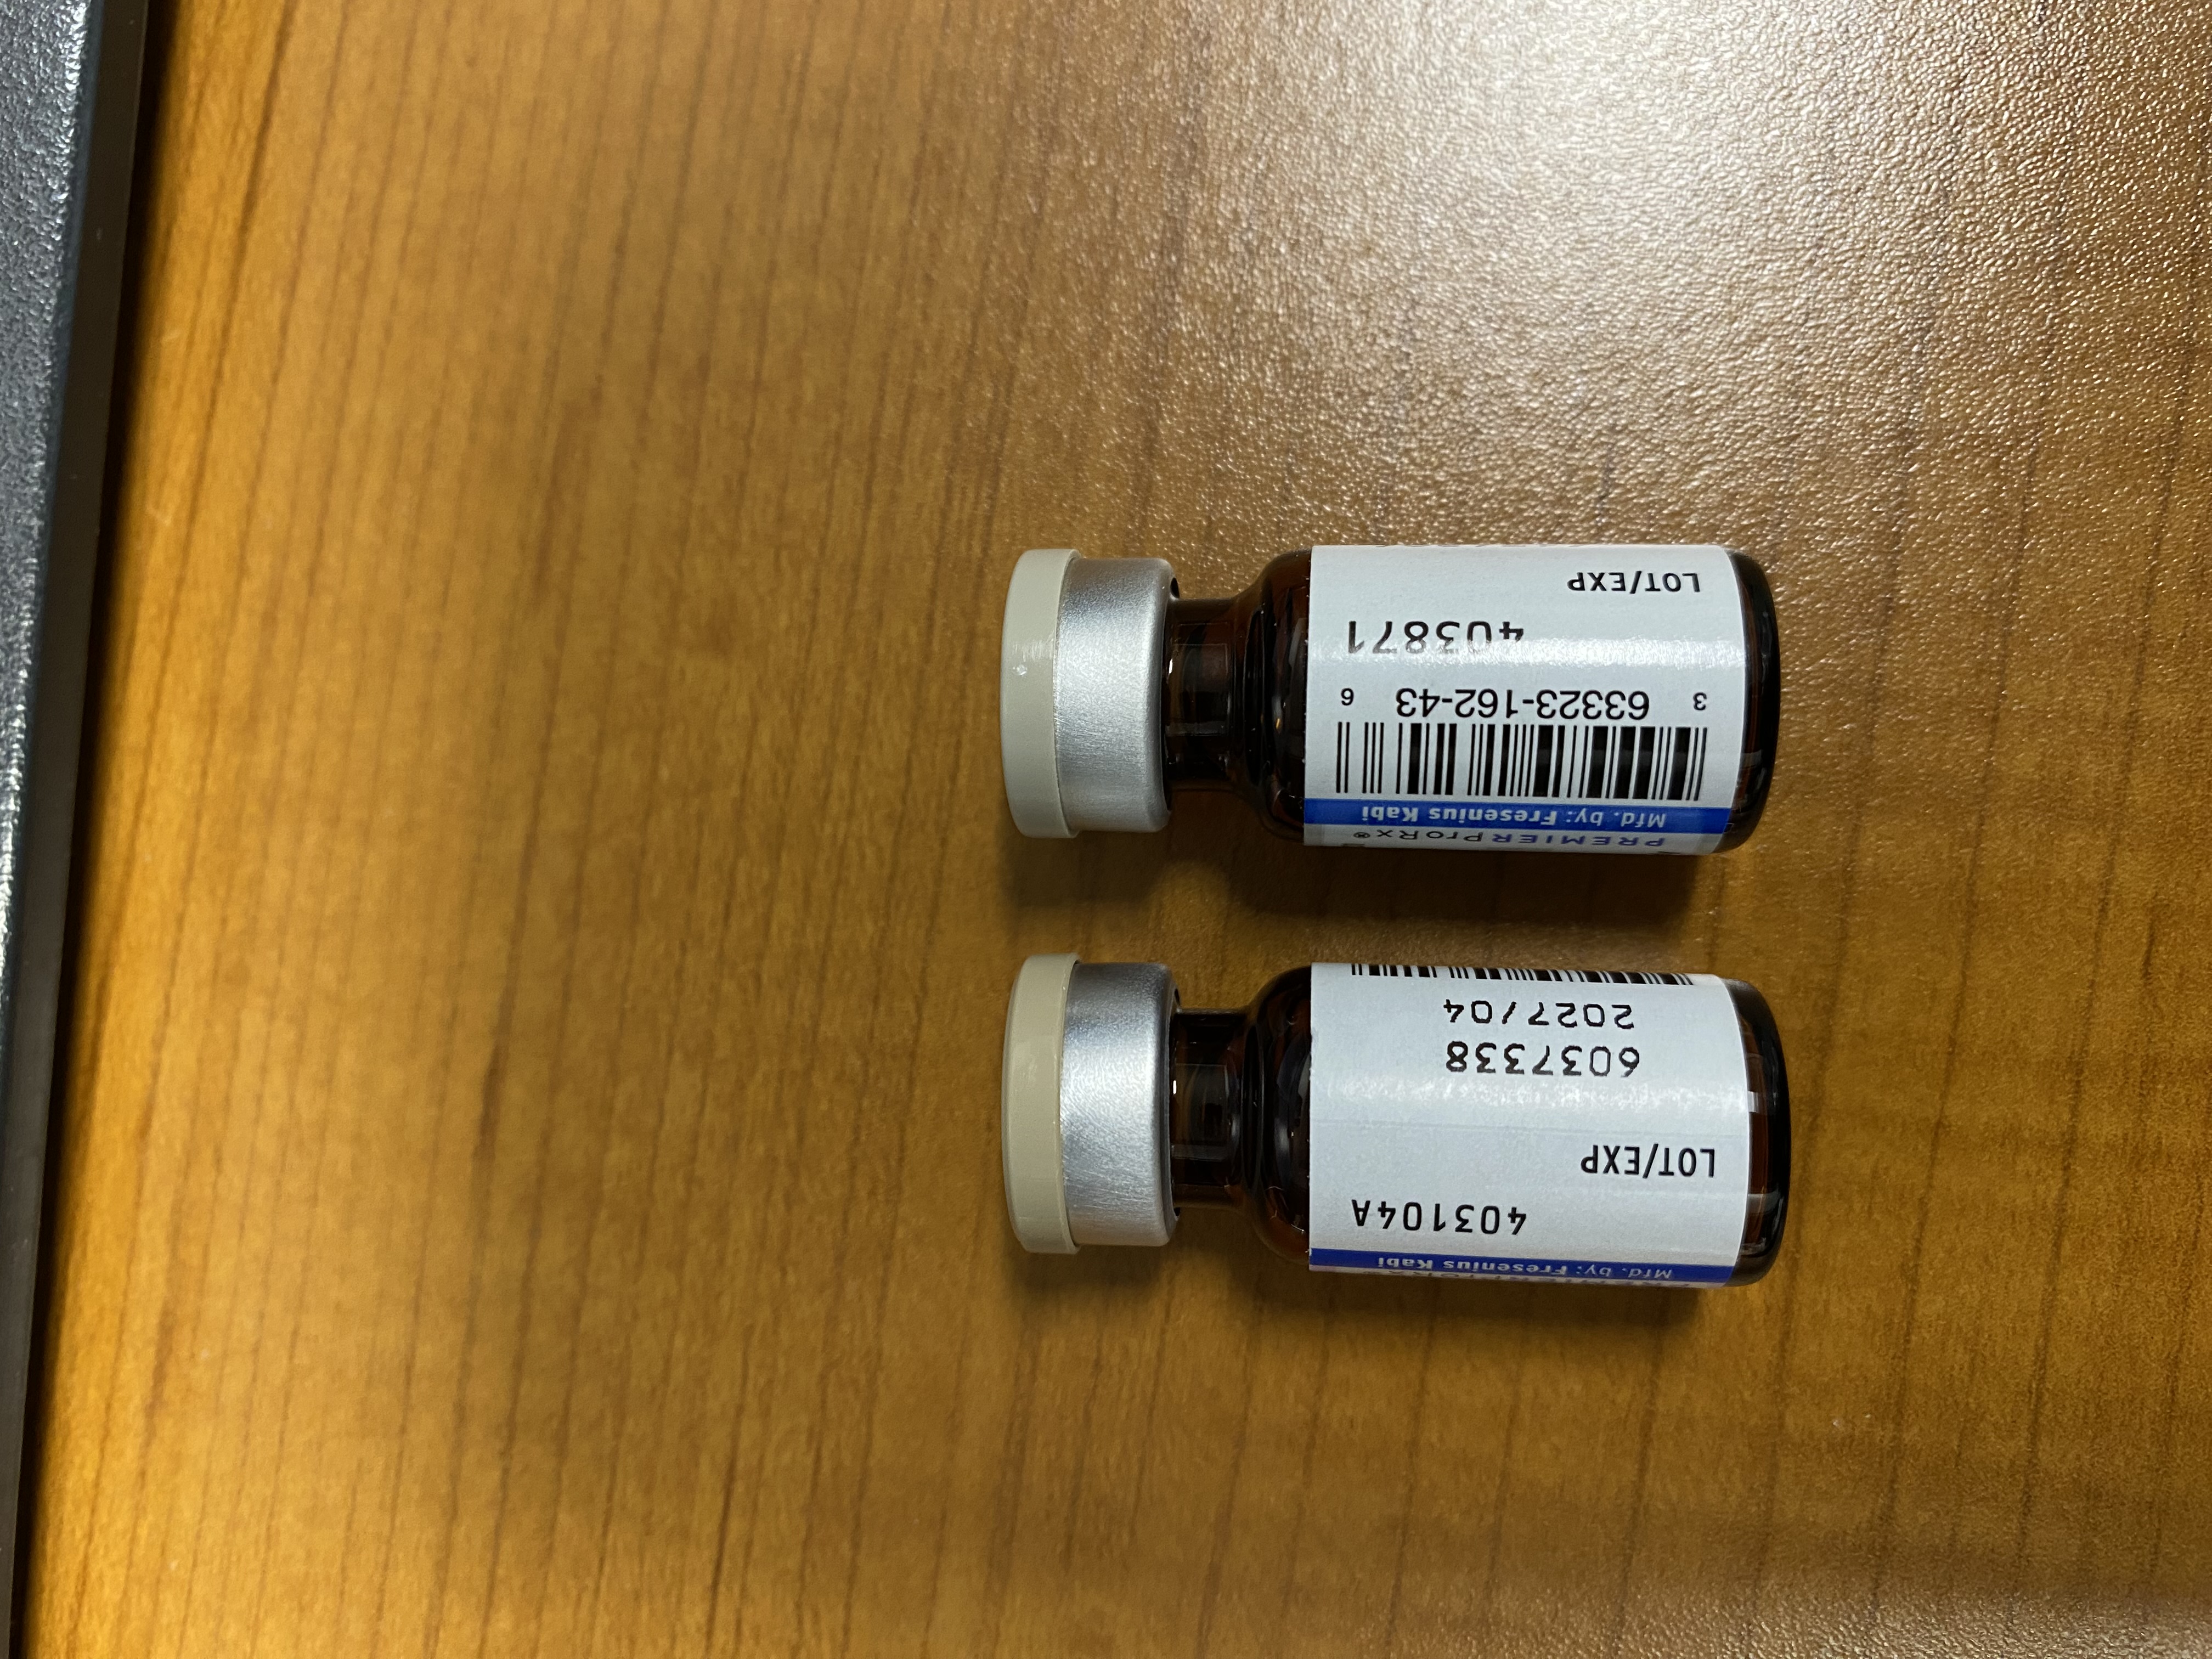 PREMIERProRx®
Mfd. by: Fresenius Kabi
3 63323-162-43 6
403871
LOT/EXP
Mfd. by: Fresenius Kabi
403104A
LOT/EXP
6037338
2027/04